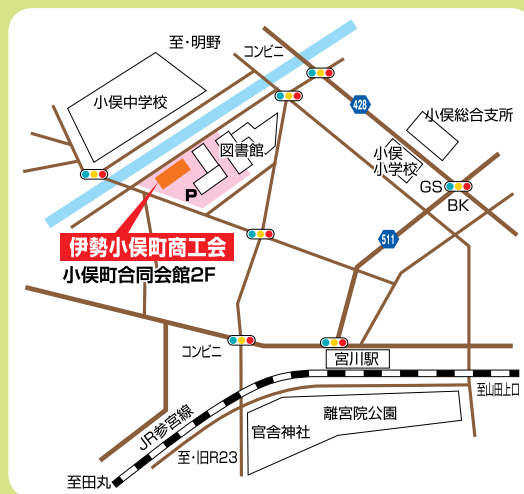 至・明野
コンビニ
小俣中学校
428
小俣総合支所
図書館
小俣
小学校
GS
BK
P
511
伊勢小俣町商工会
小俣町合同会館2F
コンビニ
宮川駅
至山田上口
JR参宮線
離宮院公園
官舎神社
至・旧R23
至田丸